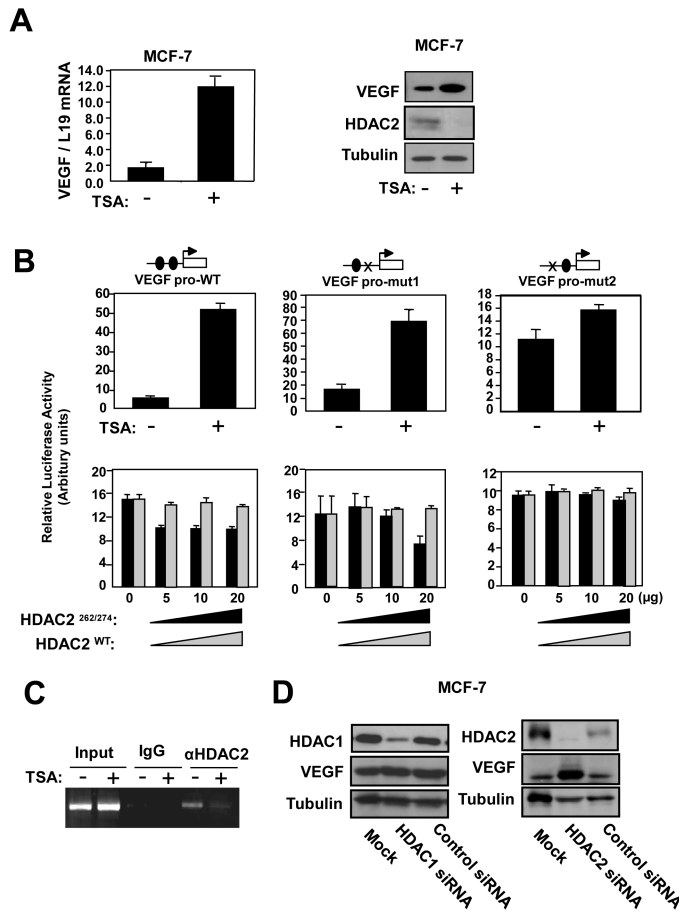 A
MCF-7
VEGF / L19 mRNA
14.0
12.0
10.0
8.0
6.0
4.0
2.0
0.0
TSA: - +
MCF-7
VEGF
HDAC2
Tubulin
TSA: - +
B
VEGF pro-WT
VEGF pro-mut1
VEGF pro-mut2
Relative Luciferase Activity
(Arbitury units)
60
50
40
30
20
10
0
90
80
70
60
50
40
30
20
10
0
18
16
14
12
10
8
6
4
2
0
TSA: - + - + - +
20
16
12
8
4
0
20
16
12
8
4
0
12
10
8
6
4
2
0
0 5 10 20 0 5 10 20 0 5 10 20 (µg)
HDAC2 262/274:
HDAC2 WT:
C
Input IgG αHDAC2
TSA: - + - + - +
D
MCF-7
HDAC1
VEGF
Tubulin
Mock
HDAC1 siRNA
Control siRNA
HDAC2
VEGF
Tubulin
Mock
HDAC2 siRNA
Control siRNA